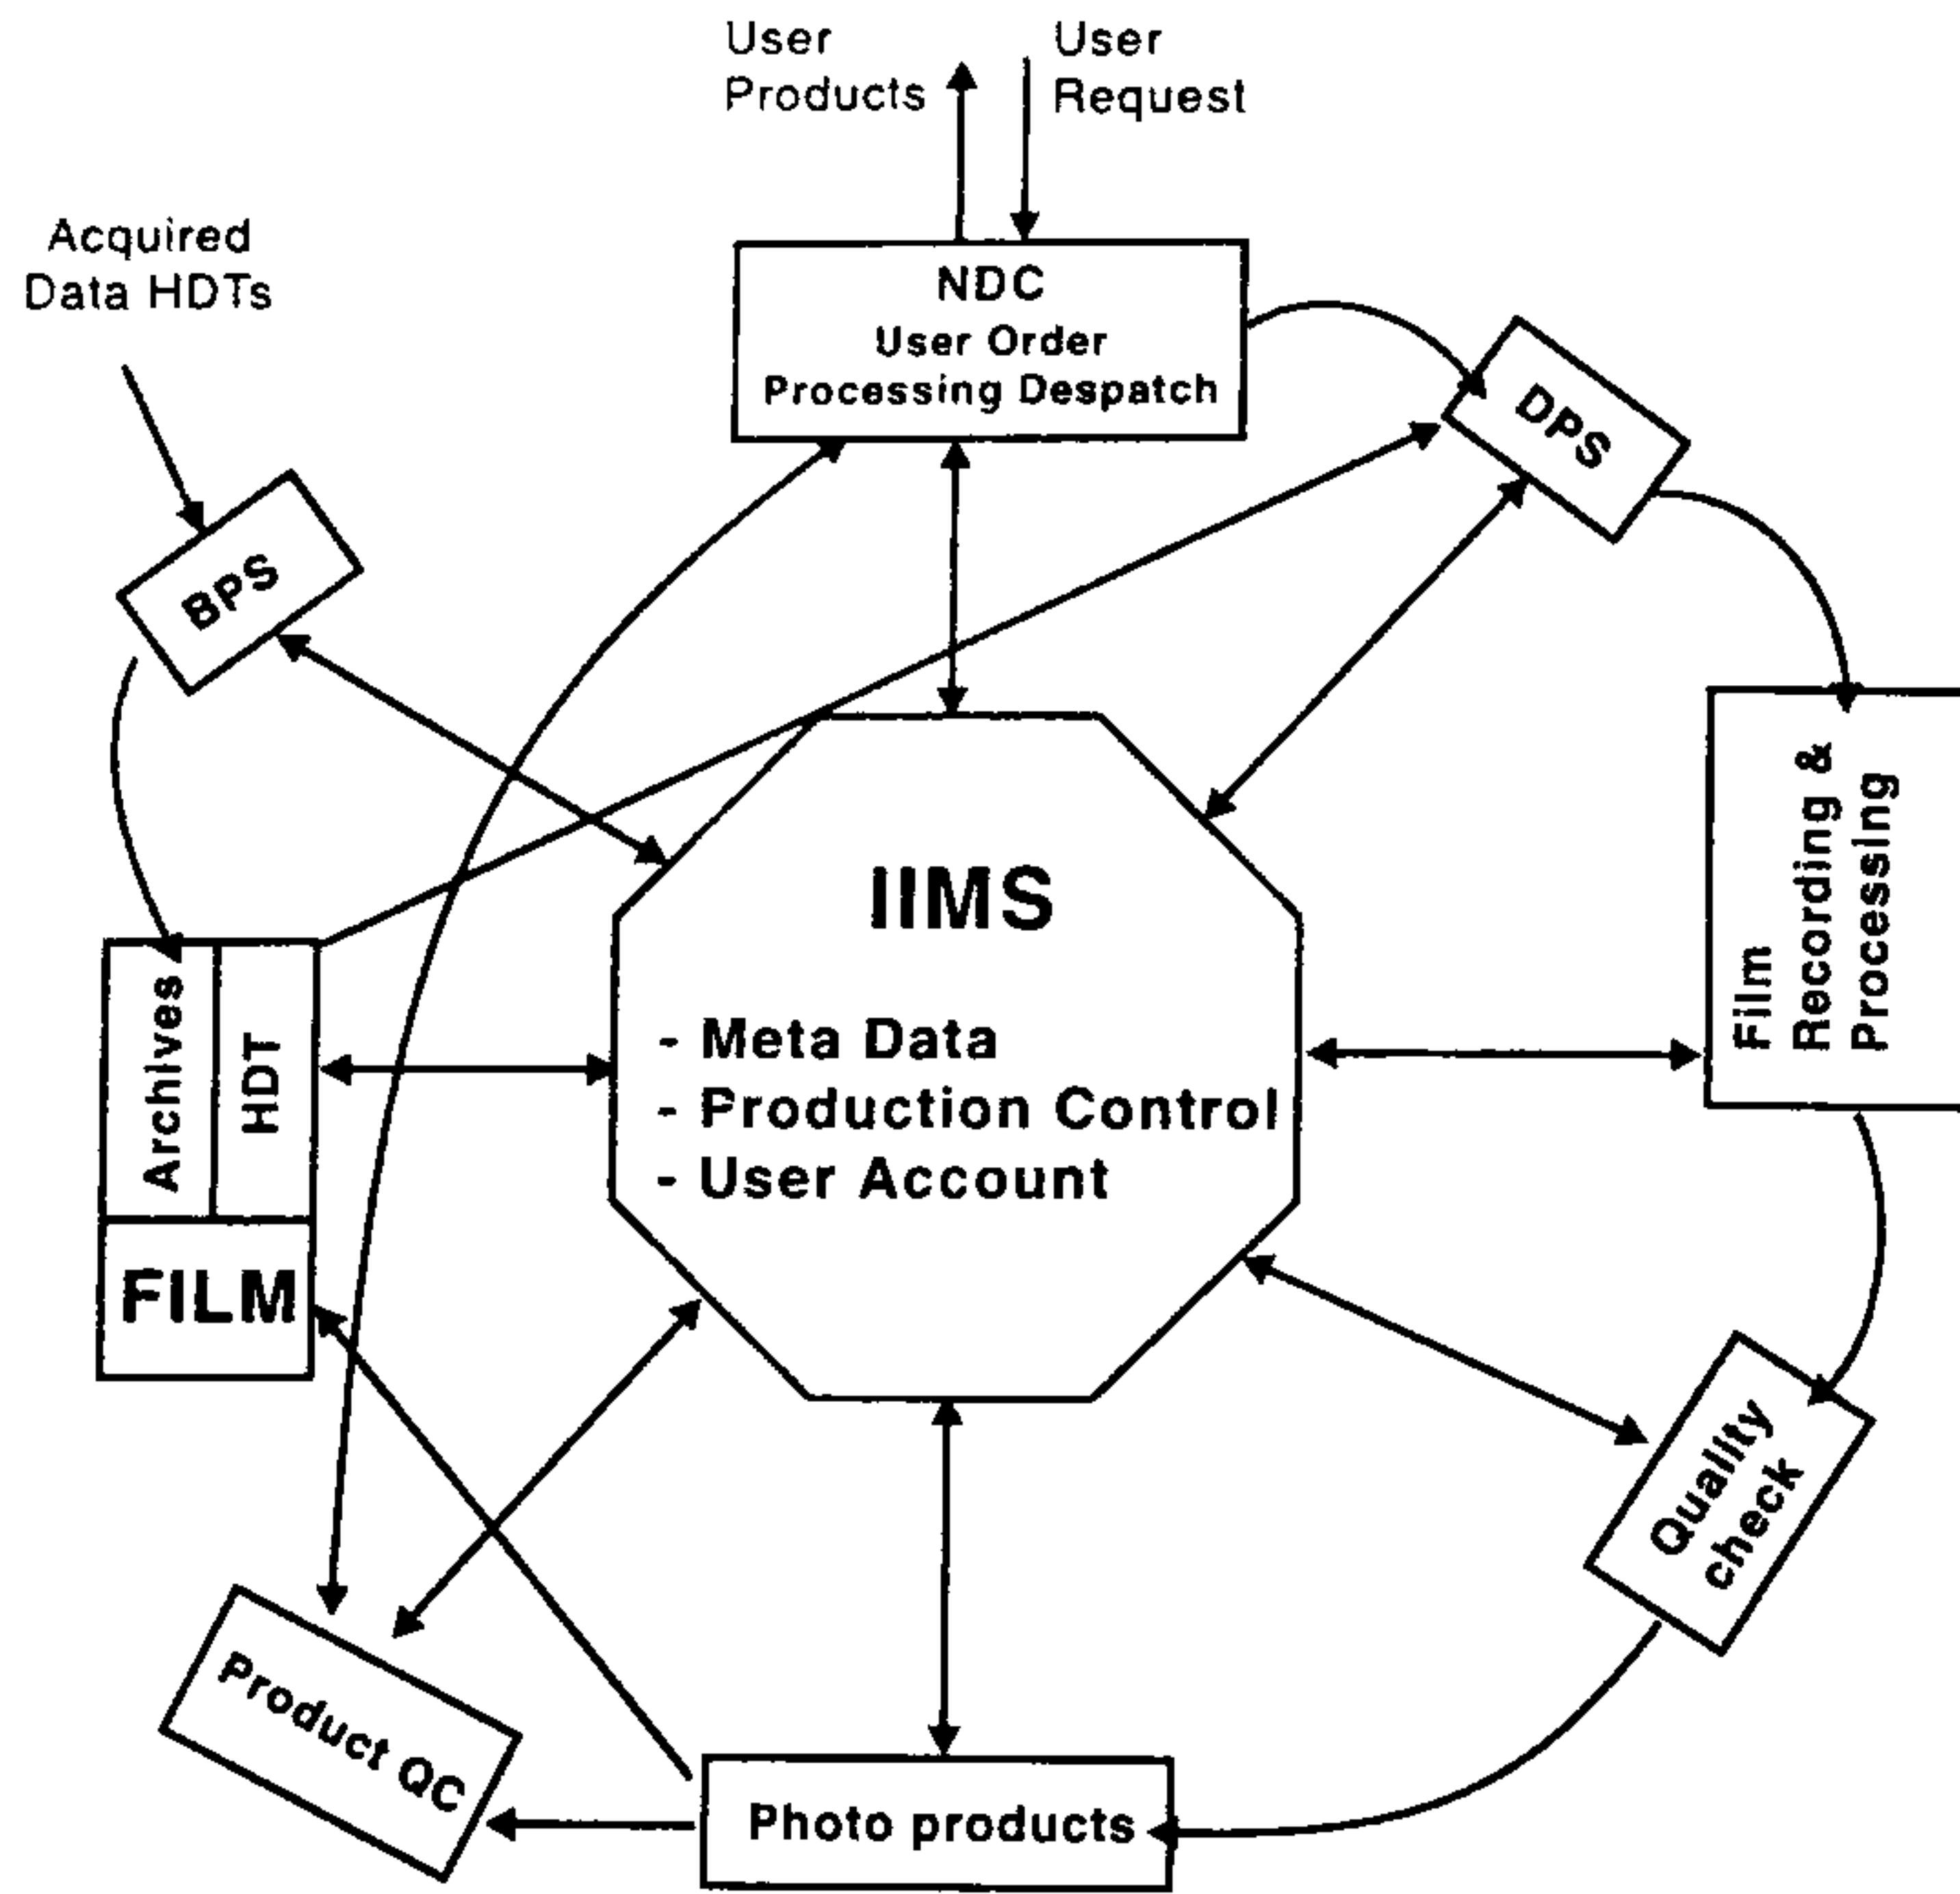 User
Products
User
Request
Acquired
Data HDTs
NDC
User Order
Processing Despatch
DPS
BPS
IIMS
- Meta Data
- Production Control
- User Account
Film
Recording &
Processing
Archives
HDT
FILM
Quality
check
Product QC
Photo products